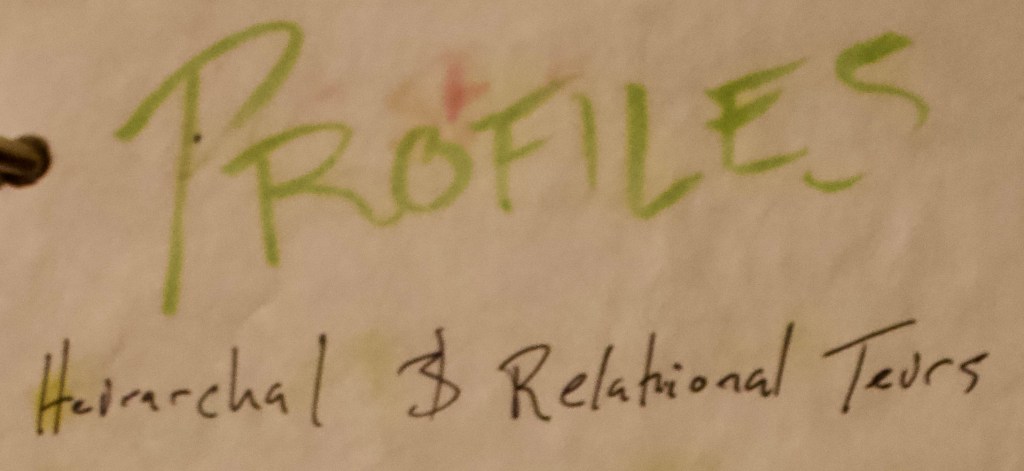 PROFILES
Heirarchal & Relational